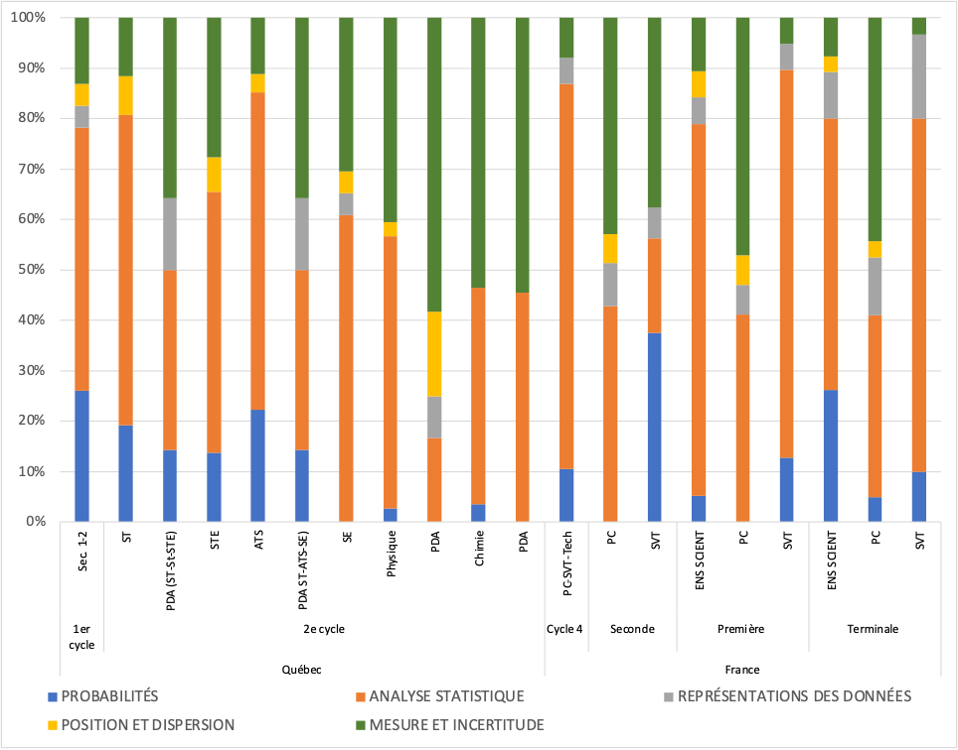 100%
90%
80%
70%
60%
50%
40%
30%
20%
10%
0%
Sec. 1-2
ST
PDA (ST-St-STE)
STE
ATS
PDA ST-ATS-SE)
SE
Physique
PDA
Chimie
PDA
PC-SVT-Tech
PC
SVT
ENS SCIENT
PC
SVT
ENS SCIENT
PC
SVT
1er
cycle
2e cycle
Cycle 4
Seconde
Première
Terminale
Québec
France
PROBABILITÉS
ANALYSE STATISTIQUE
REPRÉSENTATIONS DES DONNÉES
POSITION ET DISPERSION
MESURE ET INCERTITUDE